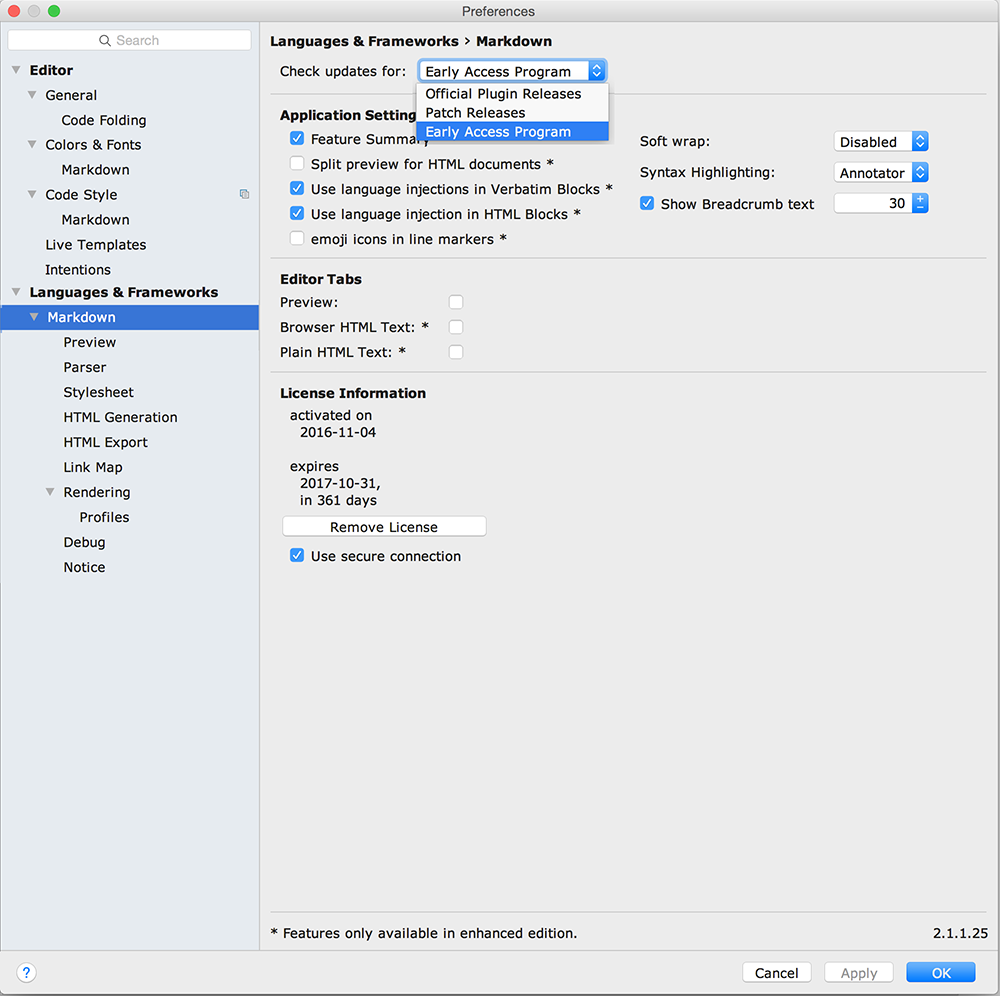 Preferences
Search
Editor
General
Code Folding
Colors & Fonts
Markdown
Code Style
Markdown
Live Templates
Intentions
Languages & Frameworks
Markdown
Preview
Parser
Stylesheet
HTML Generation
HTML Export
Link Map
Rendering
Profiles
Debug
Notice
Languages & Frameworks › Markdown
Check updates for: Early Access Program
Official Plugin Releases
Patch Releases
Early Access Program
Application Setting
Feature Summary
Split preview for HTML documents *
Use language injections in Verbatim Blocks *
Use language injection in HTML Blocks *
emoji icons in line markers *
Soft wrap: Disabled
Syntax Highlighting: Annotator
Show Breadcrumb text 30
Editor Tabs
Preview:
Browser HTML Text: *
Plain HTML Text: *
License Information
activated on
2016-11-04
expires
2017-10-31,
in 361 days
Remove License
Use secure connection
* Features only available in enhanced edition. 2.1.1.25
? Cancel Apply OK